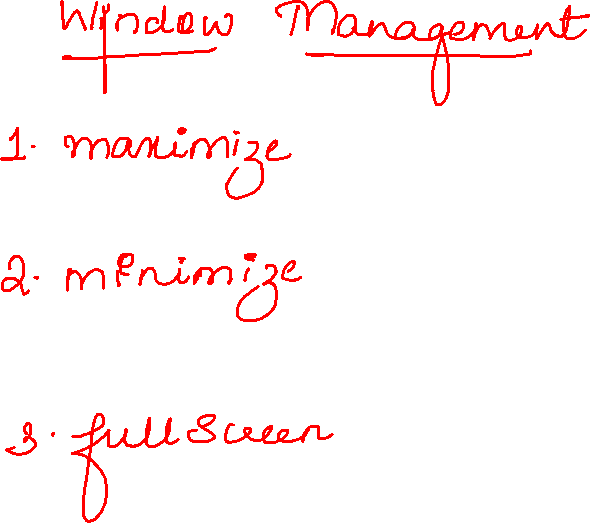 Window Management
1. maximize
2. minimize
3. fullscreen